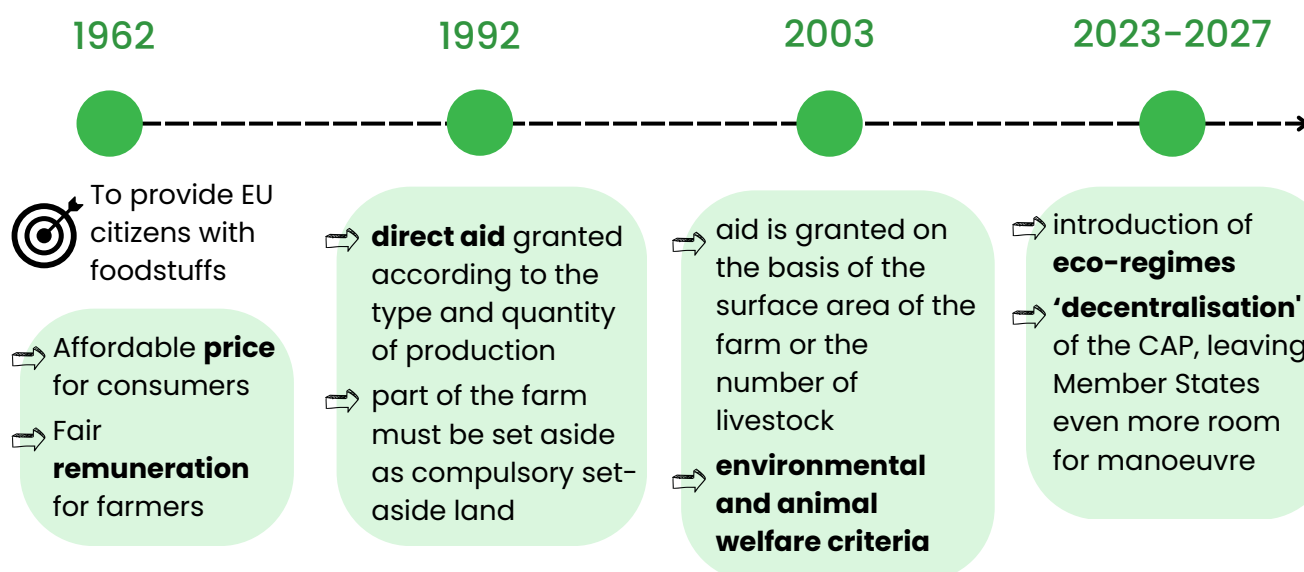 1962
1992
2003
2023-2027
To provide EU
citizens with
foodstuffs
Affordable price
for consumers
Fair
remuneration
for farmers
direct aid granted
according to the
type and quantity
of production
part of the farm
must be set aside
as compulsory set-
aside land
aid is granted on
the basis of the
surface area of the
farm or the
number of
livestock
environmental
and animal
welfare criteria
introduction of
eco-regimes
‘decentralisation'
of the CAP, leaving
Member States
even more room
for manoeuvre